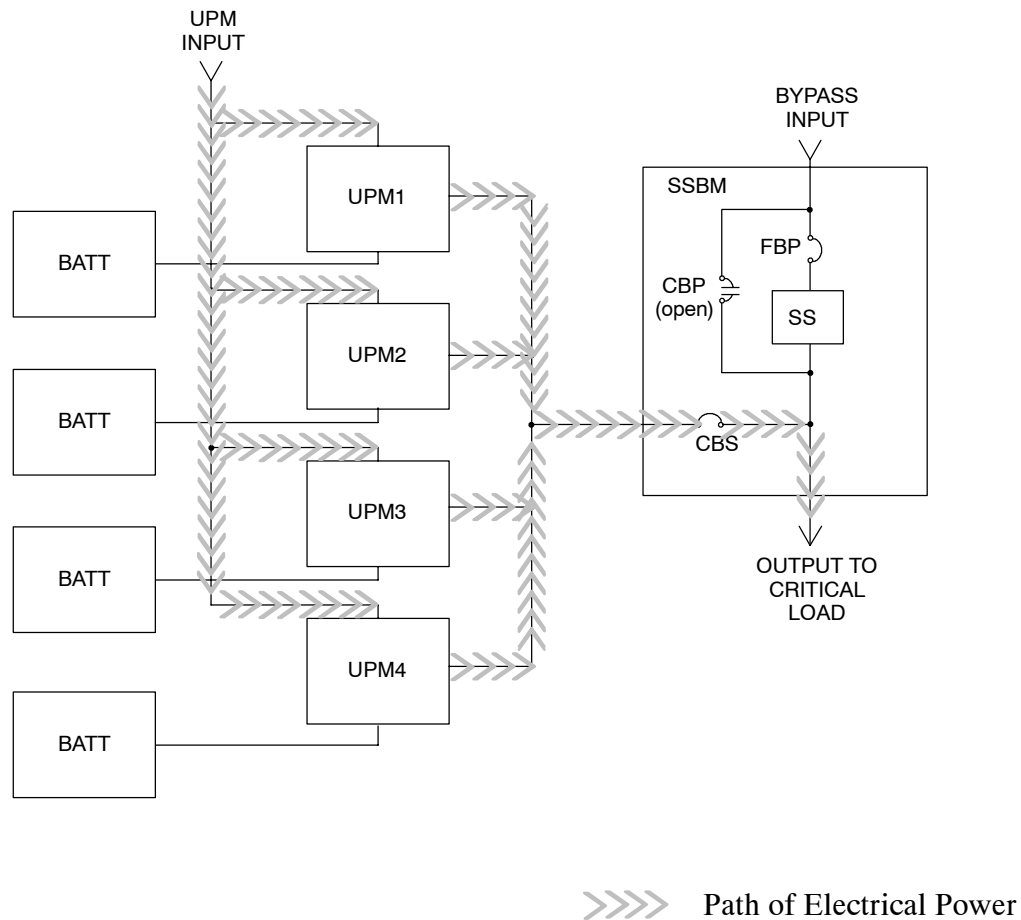 UPM
INPUT
BYPASS
INPUT
SSBM
UPM1
BATT
FBP
CBP
(open)
SS
UPM2
BATT
CBS
UPM3
BATT
OUTPUT TO
CRITICAL
LOAD
UPM4
BATT
Path of Electrical Power